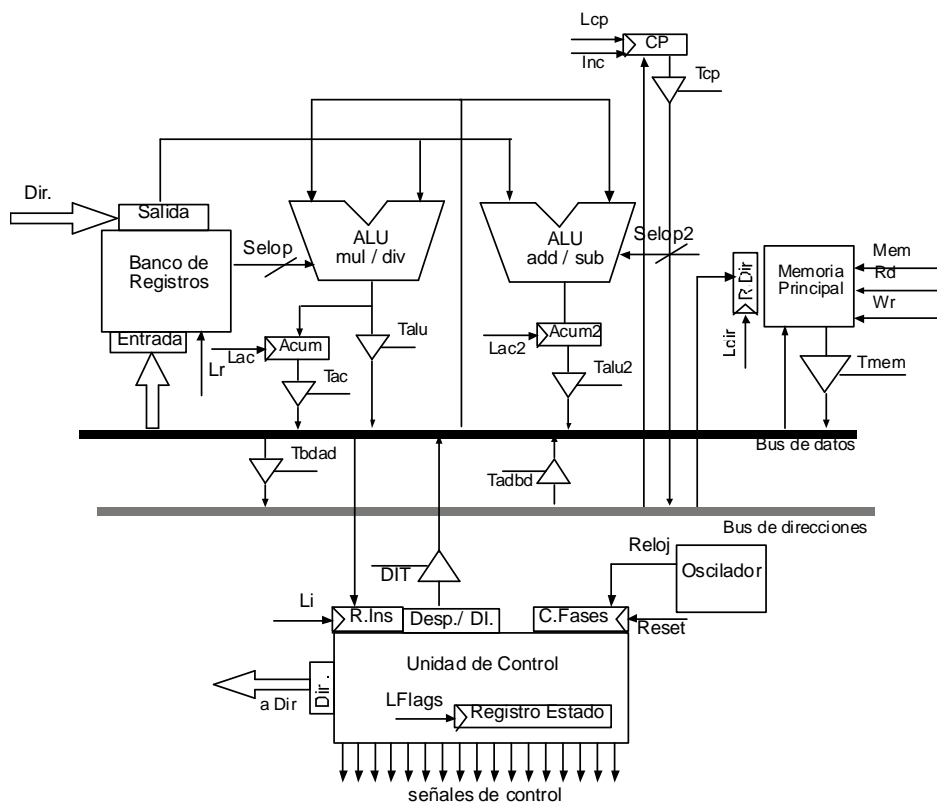 Lcp
CP
Inc
Tcp
Dir.
Salida
Banco de
Registros
Entrada
Lr
Selop
ALU
mul / div
ALU
add / sub
Selop2
R.Dir
Ldir
Memoria
Principal
Mem
Rd
Wr
Tmem
Lac
Acum
Talu
Tac
Lac2
Acum2
Talu2
Bus de datos
Tbdad
Tadbd
Bus de direcciones
DIT
Reloj
Oscilador
Li
R.Ins
Desp./ DI.
C.Fases
Reset
Unidad de Control
Dir .
a Dir
LFlags
Registro Estado
señales de control